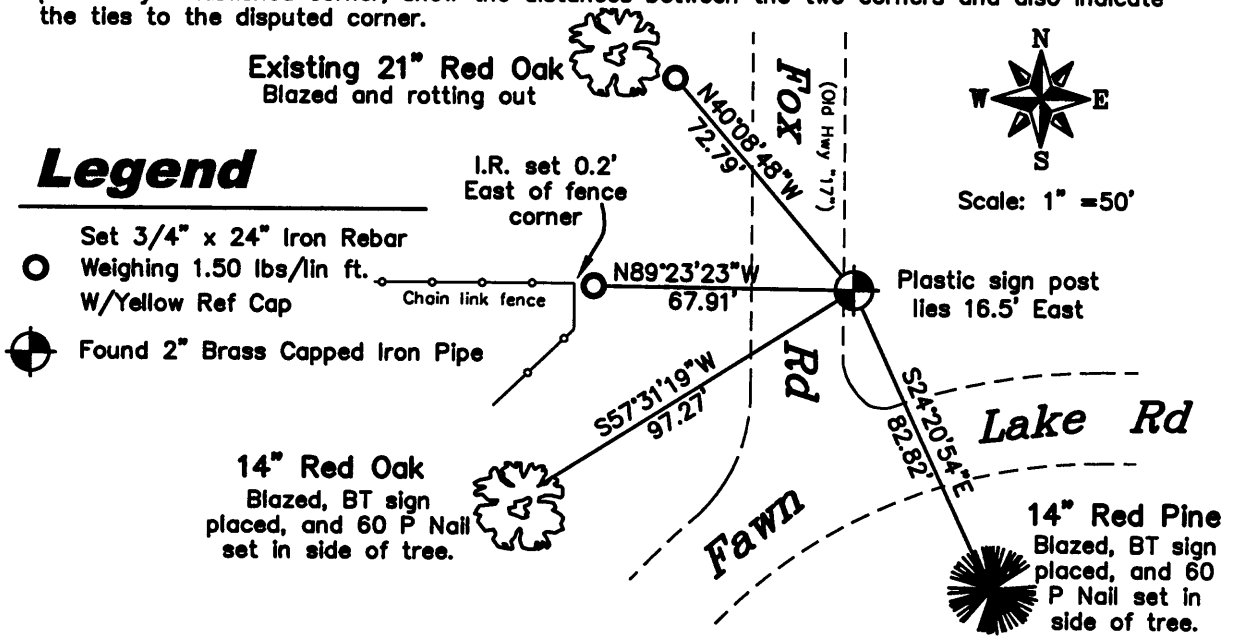 the ties to the disputed corner.
Existing 21" Red Oak
Blazed and rotting out
N40°08'48"W
72.79'
Fox
(Old Hwy "17")
N
W
E
S
Scale: 1" =50'
Legend
Set 3/4" x 24" Iron Rebar
Weighing 1.50 lbs/lin ft.
W/Yellow Ref Cap
Found 2" Brass Capped Iron Pipe
I.R. set 0.2'
East of fence
corner
Chain link fence
N89°23'23"W
67.91'
Plastic sign post
lies 16.5' East
Rd
S57°31'19"W
97.27'
S24°20'54"E
82.82'
Lake Rd
Fawn
14" Red Oak
Blazed, BT sign
placed, and 60 P Nail
set in side of tree.
14" Red Pine
Blazed, BT sign
placed, and 60
P Nail set in
side of tree.